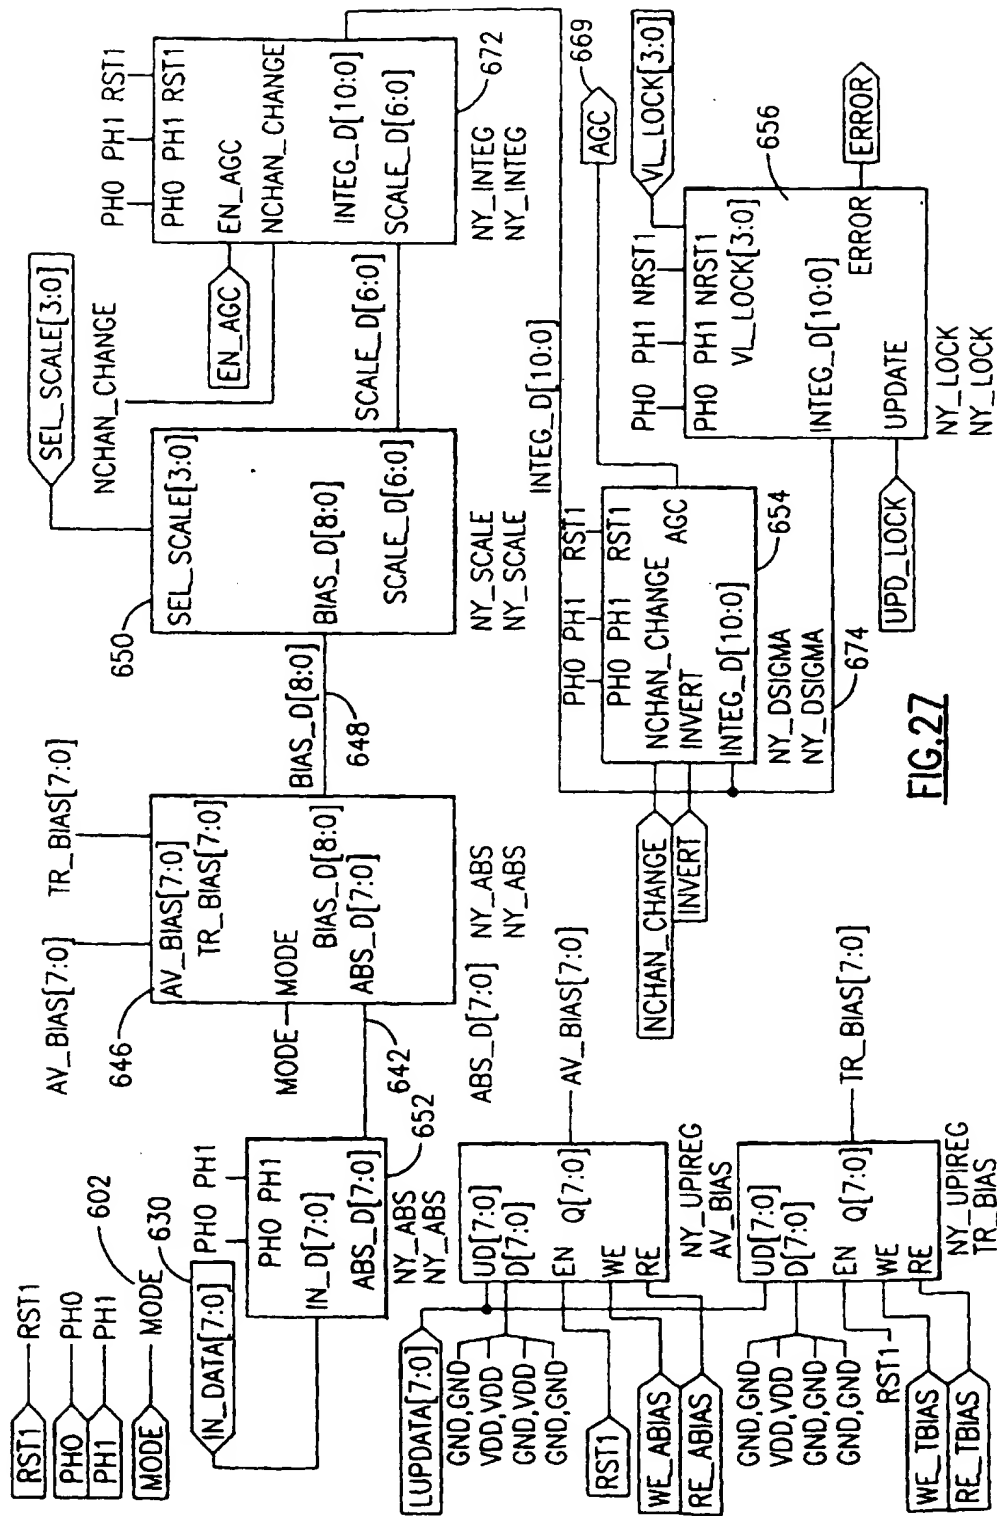 RST1 RST1
PH0 PH0
PH1 PH1
MODE MODE
602
630
IN_DATA[7:0]
PH0 PH1
PH0 PH1
IN_D[7:0]
ABS_D[7:0]
NY_ABS
NY_ABS
652
642
ABS_D[7:0]
AV_BIAS[7:0]
TR_BIAS[7:0]
646
AV_BIAS[7:0]
TR_BIAS[7:0]
MODE
MODE
BIAS_D[8:0]
ABS_D[7:0]
NY_ABS
NY_ABS
BIAS_D[8:0]
648
SEL_SCALE[3:0]
NCHAN_CHANGE
650
SEL_SCALE[3:0]
BIAS_D[8:0]
SCALE_D[6:0]
NY_SCALE
NY_SCALE
SCALE_D[6:0]
EN_AGC
PH0 PH1 RST1
PH0 PH1 RST1
EN_AGC
NCHAN_CHANGE
INTEG_D[10:0]
SCALE_D[6:0]
672
NY_INTEG
NY_INTEG
INTEG_D[10:0]
LUPDATA[7:0]
GND,GND
VDD,VDD
GND,VDD
GND,GND
RST1
WE_ABIAS
RE_ABIAS
UD[7:0]
D[7:0]
EN Q[7:0]
WE
RE
AV_BIAS[7:0]
NY_UPIREG
AV_BIAS
GND,GND
VDD,VDD
GND,GND
GND,GND
RST1
WE_TBIAS
RE_TBIAS
UD[7:0]
D[7:0]
EN Q[7:0]
WE
RE
TR_BIAS[7:0]
NY_UPIREG
TR_BIAS
NCHAN_CHANGE
INVERT
PH0 PH1 RST1
PH0 PH1 RST1
NCHAN_CHANGE
INVERT AGC
INTEG_D[10:0]
654
NY_DSIGMA
NY_DSIGMA
674
AGC
669
VL_LOCK[3:0]
PH0 PH1 NRST1
PH0 PH1 NRST1
VL_LOCK[3:0]
INTEG_D[10:0]
ERROR
UPDATE
656
ERROR
UPD_LOCK
NY_LOCK
NY_LOCK
FIG.27